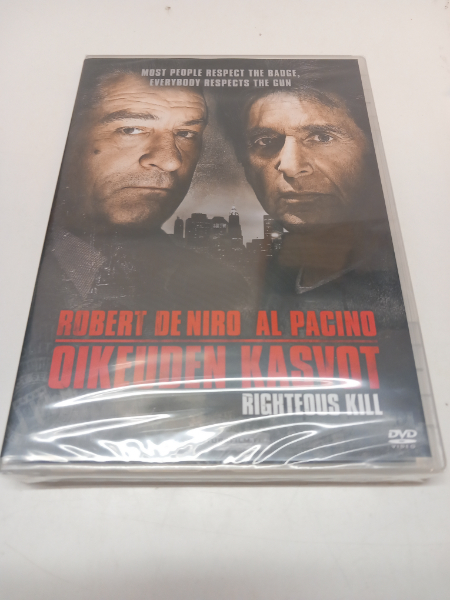 MOST PEOPLE RESPECT THE BADGE,
EVERYBODY RESPECTS THE GUN
ROBERT DE NIRO AL PACINO
OIKEUDEN KASVOT
RIGHTEOUS KILL
DVD
VIDEO